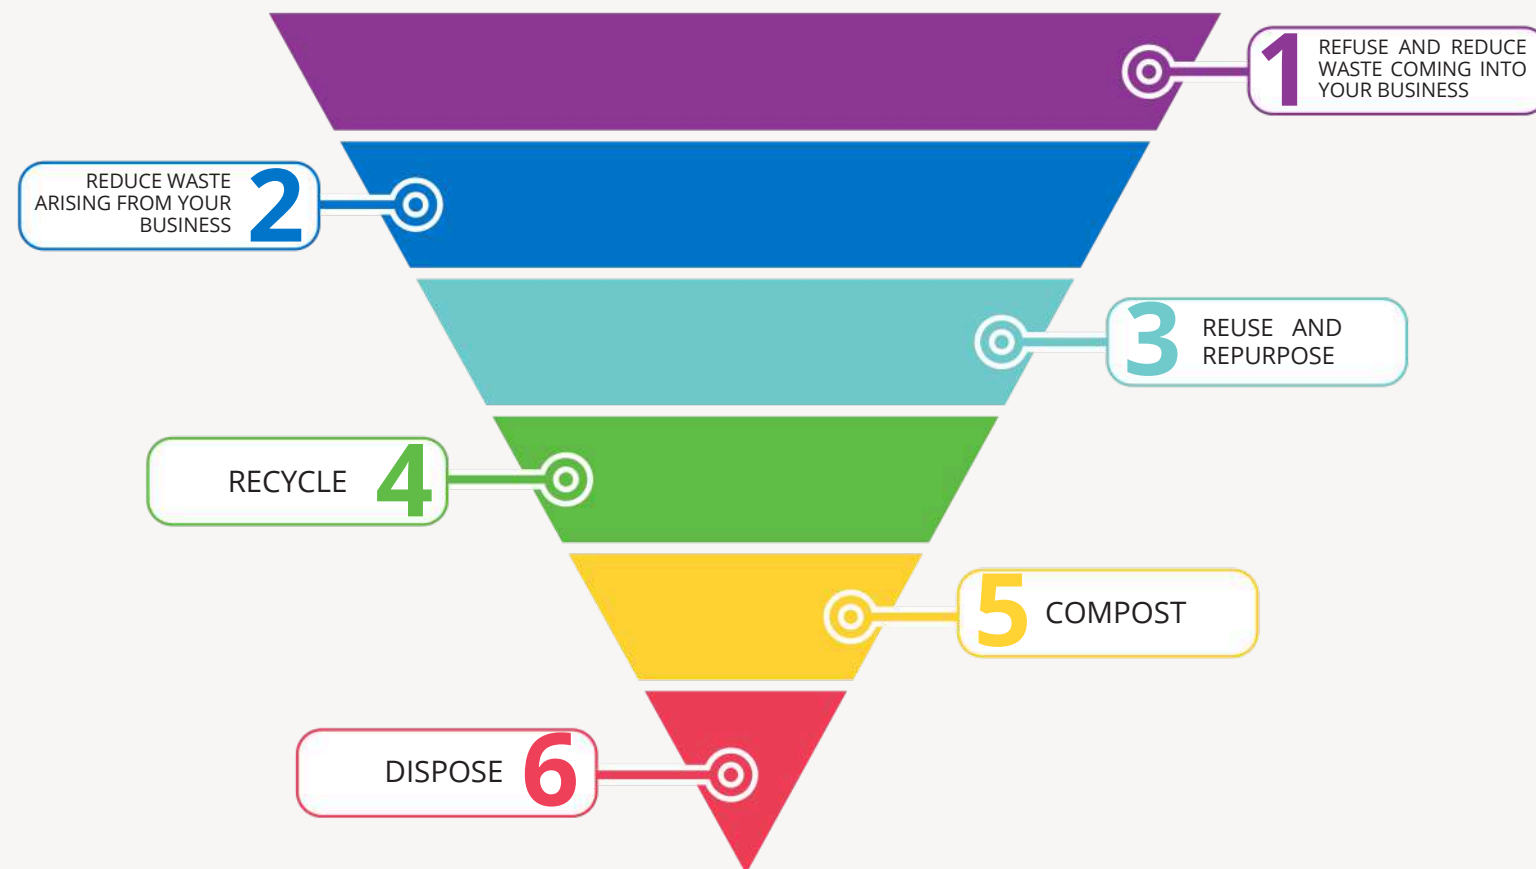 1
REFUSE AND REDUCE
WASTE COMING INTO
YOUR BUSINESS
REDUCE WASTE
ARISING FROM YOUR
BUSINESS
2
3
REUSE AND
REPURPOSE
RECYCLE 4
5 COMPOST
DISPOSE 6